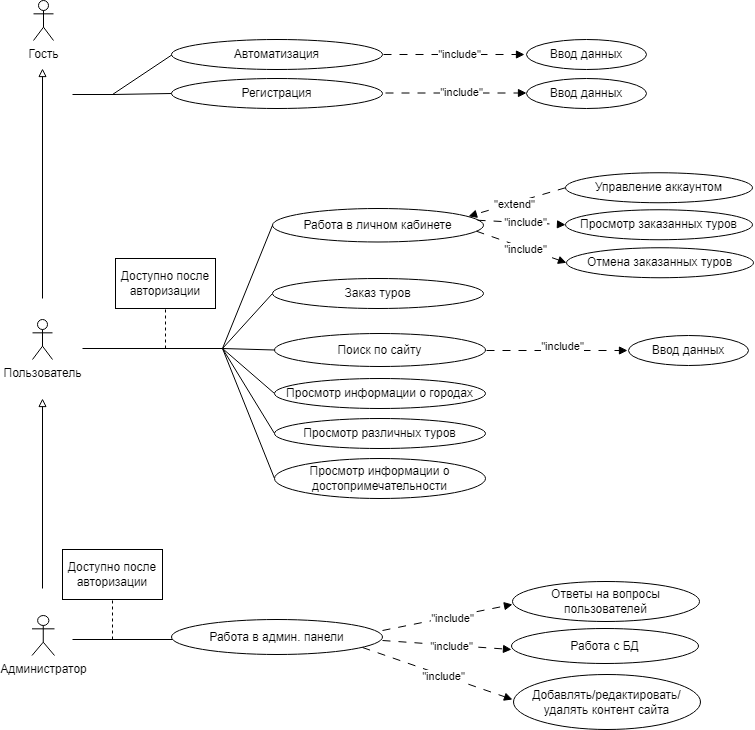 Гость
Автоматизация
"include"
Ввод данных
Регистрация
"include"
Ввод данных
Управление аккаунтом
"extend"
Работа в личном кабинете
"include"
Просмотр заказанных туров
"include"
Отмена заказанных туров
Доступно после
авторизации
Заказ туров
Пользователь
Поиск по сайту
"include"
Ввод данных
Просмотр информации о городах
Просмотр различных туров
Просмотр информации о
достопримечательности
Доступно после
авторизации
Администратор
Работа в админ. панели
"include"
Ответы на вопросы
пользователей
"include"
Работа с БД
"include"
Добавлять/редактировать/
удалять контент сайта